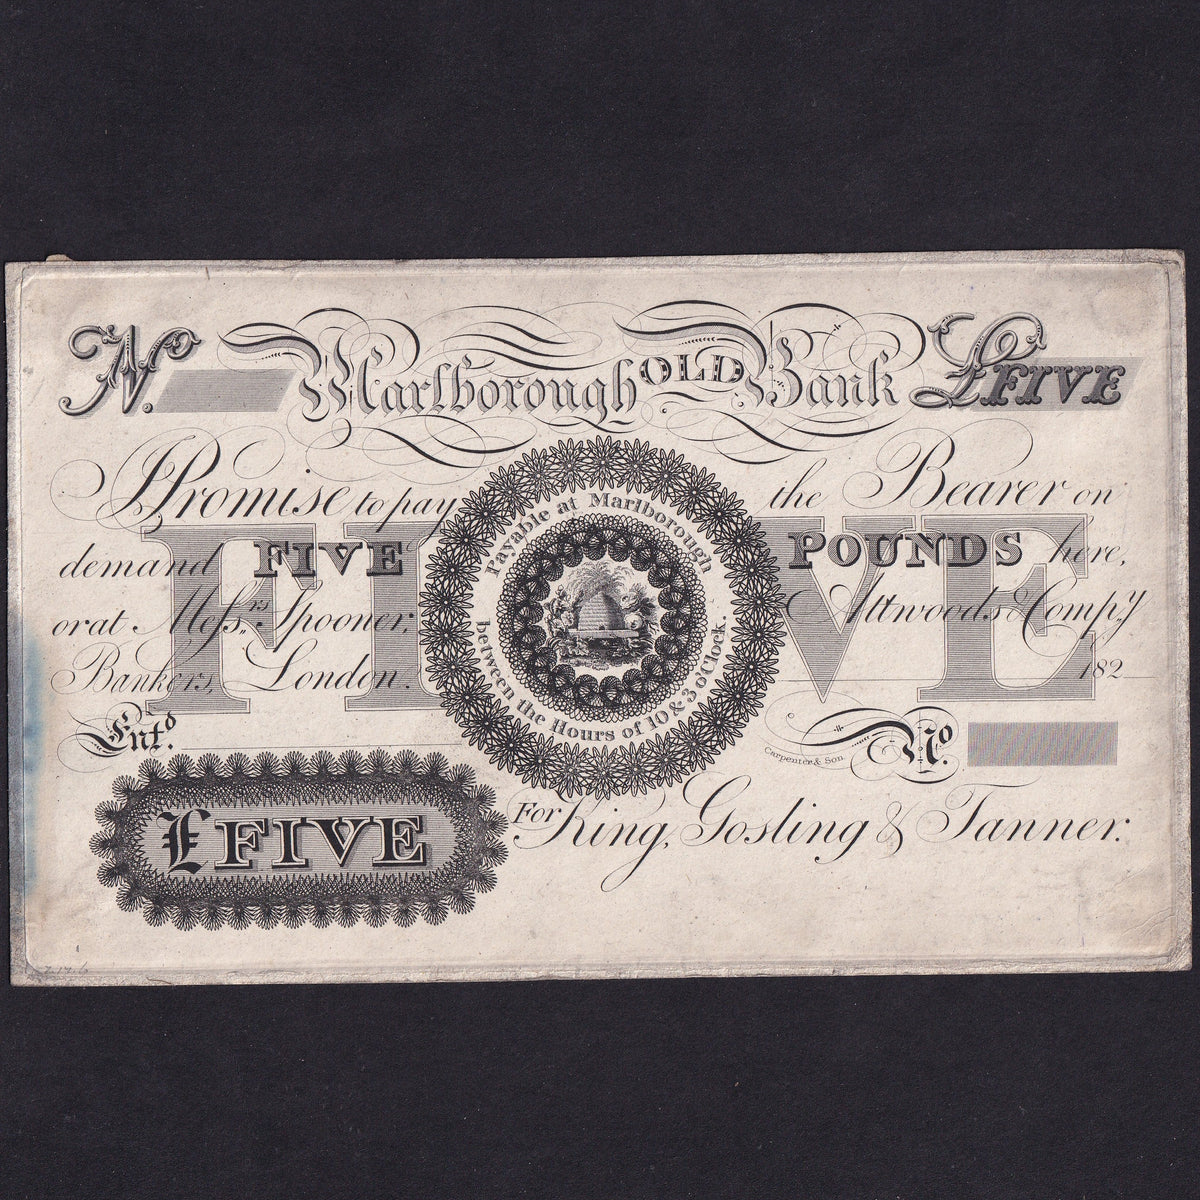 No. Marlborough OLD Bank £FIVE
I Promise to pay the Bearer on
demand FIVE POUNDS here,
or at Messrs. Spooner, Attwoods & Compy.
Bankers, London. 182
FIVE
Payable at Marlborough
between the Hours of 10 & 3 oClock.
Entd. No.
Carpenter & Son.
For King, Gosling & Tanner.
£FIVE